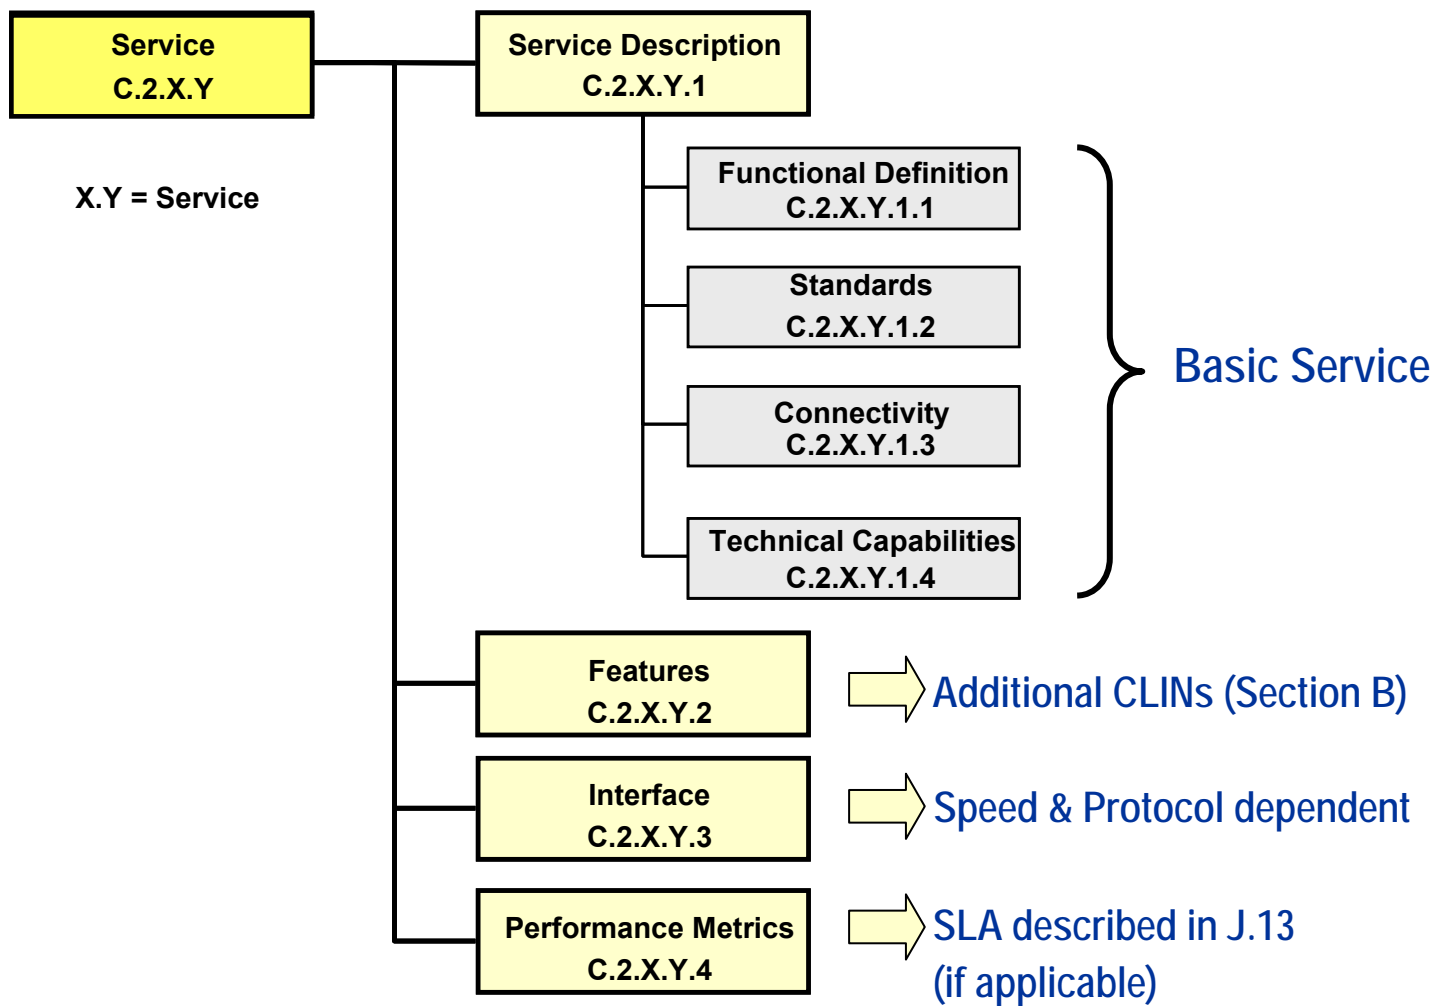 Service
C.2.X.Y
X.Y = Service
Service Description
C.2.X.Y.1
Functional Definition
C.2.X.Y.1.1
Standards
C.2.X.Y.1.2
Connectivity
C.2.X.Y.1.3
Technical Capabilities
C.2.X.Y.1.4
Basic Service
Features
C.2.X.Y.2
Additional CLINs (Section B)
Interface
C.2.X.Y.3
Speed & Protocol dependent
Performance Metrics
C.2.X.Y.4
SLA described in J.13
(if applicable)